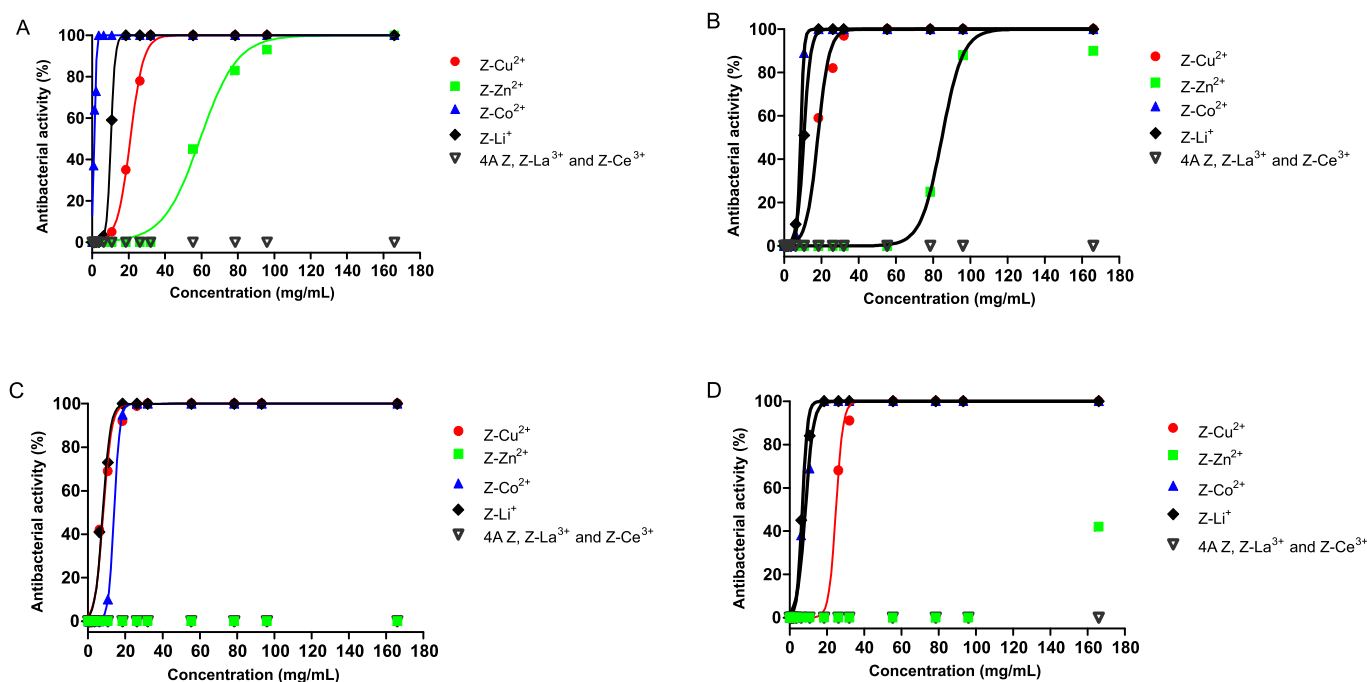 A
Antibacterial activity (%)
100
80
60
40
20
0
0 20 40 60 80 100 120 140 160 180
Concentration (mg/mL)
Z-Cu²⁺
Z-Zn²⁺
Z-Co²⁺
Z-Li⁺
4A Z, Z-La³⁺ and Z-Ce³⁺
B
Antibacterial activity (%)
100
80
60
40
20
0
0 20 40 60 80 100 120 140 160 180
Concentration (mg/mL)
Z-Cu²⁺
Z-Zn²⁺
Z-Co²⁺
Z-Li⁺
4A Z, Z-La³⁺ and Z-Ce³⁺
C
Antibacterial activity (%)
100
80
60
40
20
0
0 20 40 60 80 100 120 140 160 180
Concentration (mg/mL)
Z-Cu²⁺
Z-Zn²⁺
Z-Co²⁺
Z-Li⁺
4A Z, Z-La³⁺ and Z-Ce³⁺
D
Antibacterial activity (%)
100
80
60
40
20
0
0 20 40 60 80 100 120 140 160 180
Concentration (mg/mL)
Z-Cu²⁺
Z-Zn²⁺
Z-Co²⁺
Z-Li⁺
4A Z, Z-La³⁺ and Z-Ce³⁺